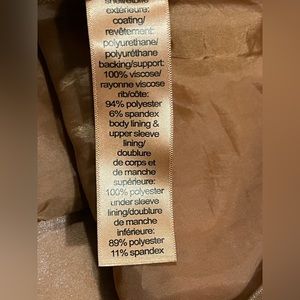 extérieure:
coating/
revêtement:
polyurethane/
polyuréthane
backing/support:
100% viscose/
rayonne viscose
rib/côte:
94% polyester
6% spandex
body lining &
upper sleeve
lining/
doublure
de corps et
de manche
supérieure:
100% polyester
under sleeve
lining/doublure
de manche
inférieure:
89% polyester
11% spandex